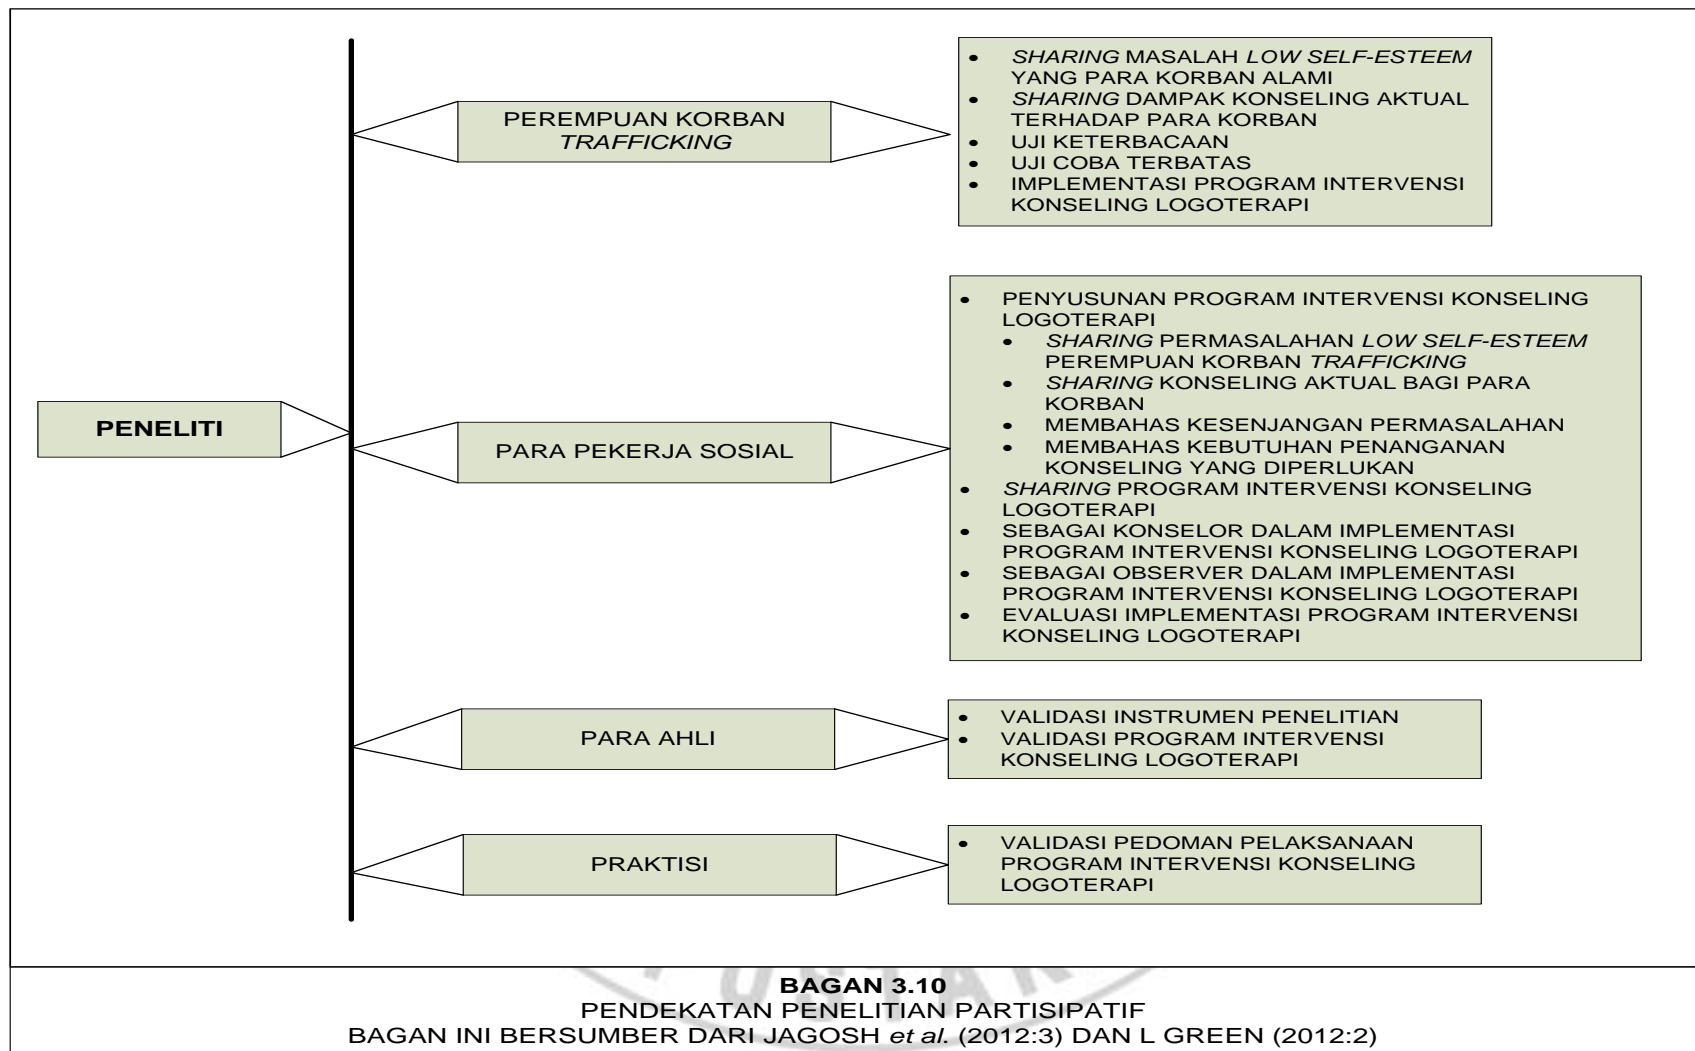 PENELITI
PEREMPUAN KORBAN
TRAFFICKING
• SHARING MASALAH LOW SELF-ESTEEM
YANG PARA KORBAN ALAMI
• SHARING DAMPAK KONSELING AKTUAL
TERHADAP PARA KORBAN
• UJI KETERBACAAN
• UJI COBA TERBATAS
• IMPLEMENTASI PROGRAM INTERVENSI
KONSELING LOGOTERAPI
PARA PEKERJA SOSIAL
• PENYUSUNAN PROGRAM INTERVENSI KONSELING
LOGOTERAPI
• SHARING PERMASALAHAN LOW SELF-ESTEEM
PEREMPUAN KORBAN TRAFFICKING
• SHARING KONSELING AKTUAL BAGI PARA
KORBAN
• MEMBAHAS KESENJANGAN PERMASALAHAN
• MEMBAHAS KEBUTUHAN PENANGANAN
KONSELING YANG DIPERLUKAN
• SHARING PROGRAM INTERVENSI KONSELING
LOGOTERAPI
• SEBAGAI KONSELOR DALAM IMPLEMENTASI
PROGRAM INTERVENSI KONSELING LOGOTERAPI
• SEBAGAI OBSERVER DALAM IMPLEMENTASI
PROGRAM INTERVENSI KONSELING LOGOTERAPI
• EVALUASI IMPLEMENTASI PROGRAM INTERVENSI
KONSELING LOGOTERAPI
PARA AHLI
• VALIDASI INSTRUMEN PENELITIAN
• VALIDASI PROGRAM INTERVENSI
KONSELING LOGOTERAPI
PRAKTISI
• VALIDASI PEDOMAN PELAKSANAAN
PROGRAM INTERVENSI KONSELING
LOGOTERAPI
BAGAN 3.10
PENDEKATAN PENELITIAN PARTISIPATIF
BAGAN INI BERSUMBER DARI JAGOSH et al. (2012:3) DAN L GREEN (2012:2)